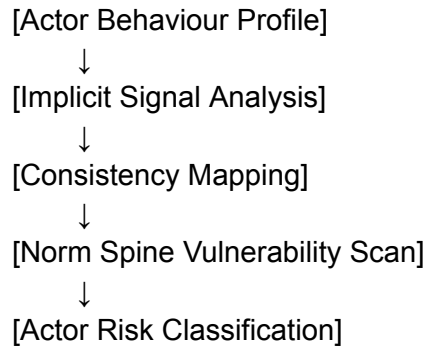 [Actor Behaviour Profile]
↓
[Implicit Signal Analysis]
↓
[Consistency Mapping]
↓
[Norm Spine Vulnerability Scan]
↓
[Actor Risk Classification]